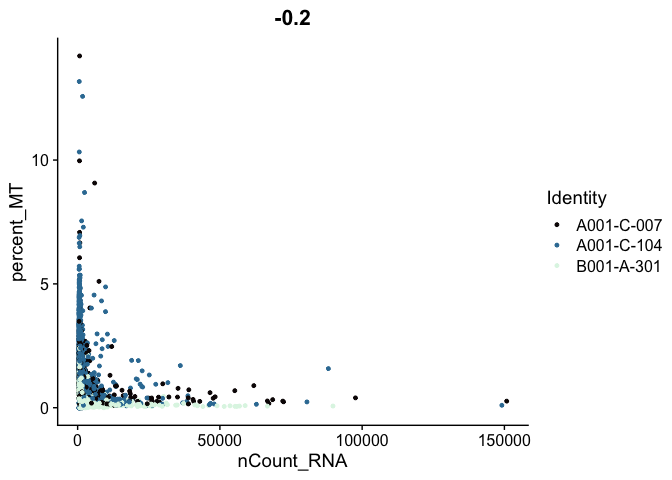 -0.2
percent_MT
10
5
0
0
50000
100000
150000
nCount_RNA
Identity
A001-C-007
A001-C-104
B001-A-301